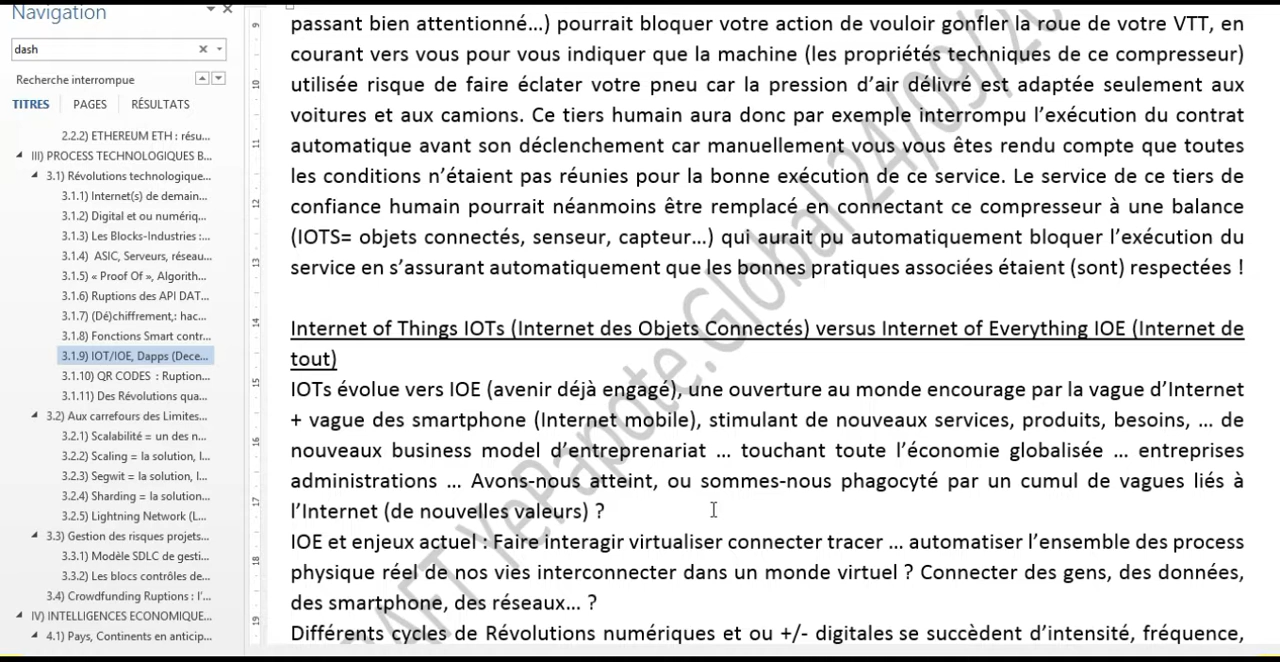 Navigation
dash
Recherche interrompue
TITRES PAGES RÉSULTATS
2.2.2) ETHEREUM ETH : résu...
III) PROCESS TECHNOLOGIQUES B...
3.1) Révolutions technologique...
3.1.1) Internet(s) de demain...
3.1.2) Digital et ou numériq...
3.1.3) Les Blocks-Industries :...
3.1.4) ASIC, Serveurs, réseau...
3.1.5) « Proof Of », Algorith...
3.1.6) Ruptions des API DAT...
3.1.7) (Dé)chiffrement,: hac...
3.1.8) Fonctions Smart contr...
3.1.9) IOT/IOE, Dapps (Dece...
3.1.10) QR CODES : Ruption...
3.1.11) Des Révolutions qua...
3.2) Aux carrefours des Limites...
3.2.1) Scalabilité = un des n...
3.2.2) Scaling = la solution, l...
3.2.3) Segwit = la solution, l...
3.2.4) Sharding = la solution...
3.2.5) Lightning Network (L...
3.3) Gestion des risques projets...
3.3.1) Modèle SDLC de gesti...
3.3.2) Les blocs contrôles de...
3.4) Crowdfunding Ruptions : l'...
IV) INTELLIGENCES ECONOMIQUE...
4.1) Pays, Continents en anticip...
9
10
11
12
13
14
15
16
17
18
19
passant bien attentionné...) pourrait bloquer votre action de vouloir gonfler la roue de votre VTT, en
courant vers vous pour vous indiquer que la machine (les propriétés techniques de ce compresseur)
utilisée risque de faire éclater votre pneu car la pression d'air délivré est adaptée seulement aux
voitures et aux camions. Ce tiers humain aura donc par exemple interrompu l'exécution du contrat
automatique avant son déclenchement car manuellement vous vous êtes rendu compte que toutes
les conditions n'étaient pas réunies pour la bonne exécution de ce service. Le service de ce tiers de
confiance humain pourrait néanmoins être remplacé en connectant ce compresseur à une balance
(IOTS= objets connectés, senseur, capteur...) qui aurait pu automatiquement bloquer l'exécution du
service en s'assurant automatiquement que les bonnes pratiques associées étaient (sont) respectées !
Internet of Things IOTs (Internet des Objets Connectés) versus Internet of Everything IOE (Internet de
tout)
IOTs évolue vers IOE (avenir déjà engagé), une ouverture au monde encourage par la vague d'Internet
+ vague des smartphone (Internet mobile), stimulant de nouveaux services, produits, besoins, ... de
nouveaux business model d'entreprenariat ... touchant toute l'économie globalisée ... entreprises
administrations ... Avons-nous atteint, ou sommes-nous phagocyté par un cumul de vagues liés à
l'Internet (de nouvelles valeurs) ?
IOE et enjeux actuel : Faire interagir virtualiser connecter tracer ... automatiser l'ensemble des process
physique réel de nos vies interconnecter dans un monde virtuel ? Connecter des gens, des données,
des smartphone, des réseaux... ?
Différents cycles de Révolutions numériques et ou +/- digitales se succèdent d'intensité, fréquence,
DRAFT YePapote.Global 24/09/20